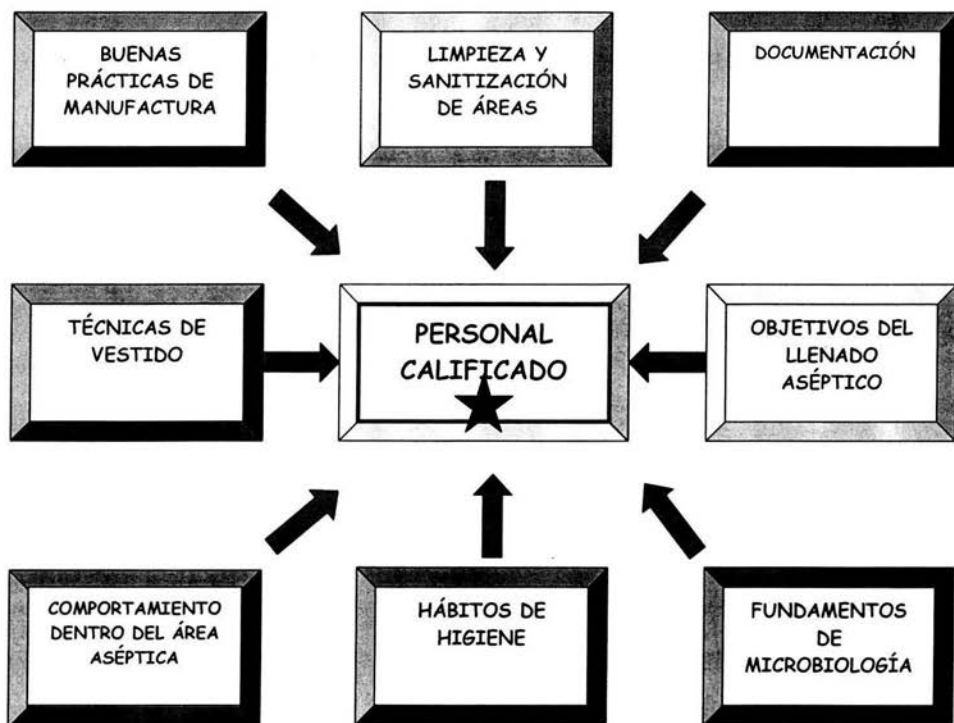 BUENAS
PRÁCTICAS DE
MANUFACTURA
LIMPIEZA Y
SANITIZACIÓN
DE ÁREAS
DOCUMENTACIÓN
TÉCNICAS DE
VESTIDO
PERSONAL
CALIFICADO
OBJETIVOS DEL
LLENADO
ASÉPTICO
COMPORTAMIENTO
DENTRO DEL ÁREA
ASÉPTICA
HÁBITOS DE
HIGIENE
FUNDAMENTOS
DE
MICROBIOLOGÍA